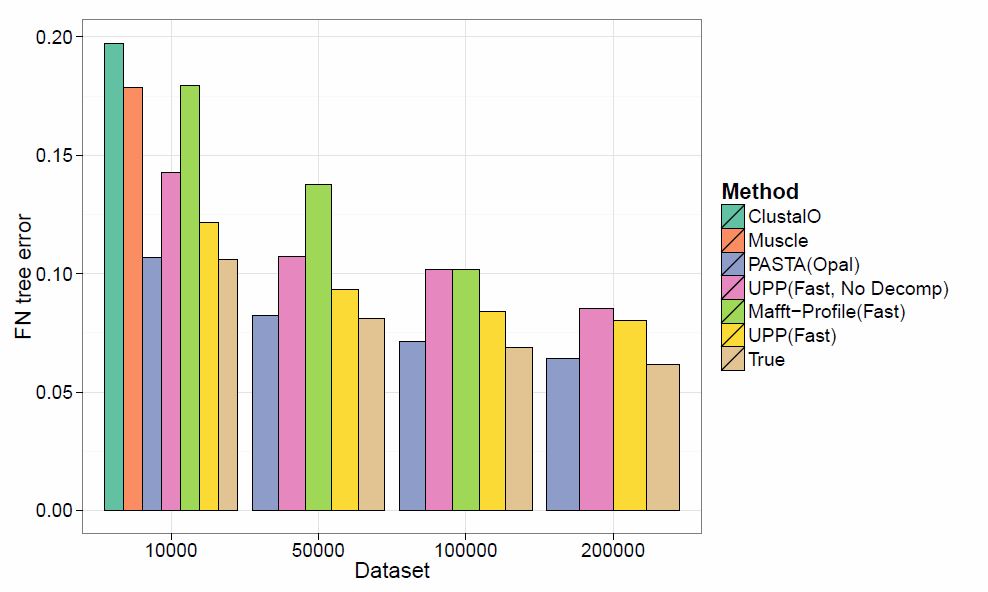 0.20
0.15
0.10
0.05
0.00
FN tree error
10000 50000 100000 200000
Dataset
Method
ClustalO
Muscle
PASTA(Opal)
UPP(Fast, No Decomp)
Mafft−Profile(Fast)
UPP(Fast)
True